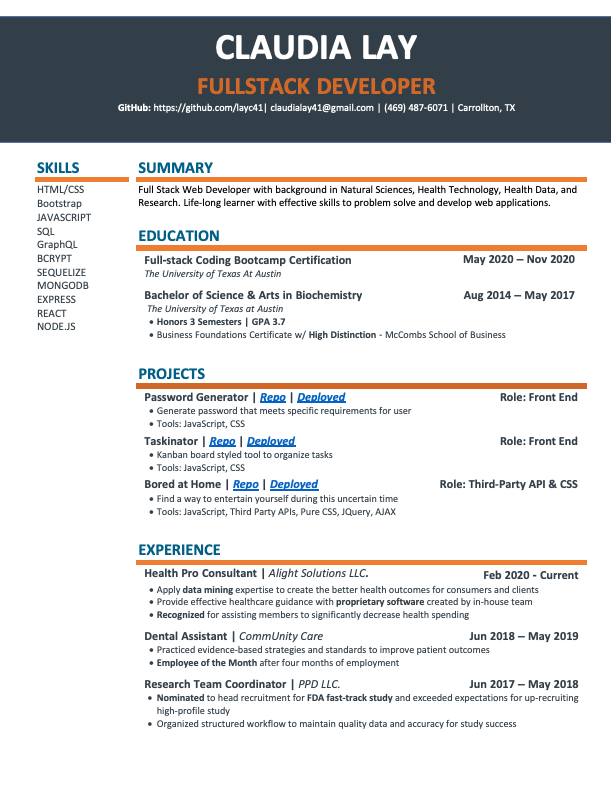 CLAUDIA LAY
FULLSTACK DEVELOPER
GitHub: https://github.com/layc41| claudialay41@gmail.com | (469) 487-6071 | Carrollton, TX
SKILLS
HTML/CSS
Bootstrap
JAVASCRIPT
SQL
GraphQL
BCRYPT
SEQUELIZE
MONGODB
EXPRESS
REACT
NODE.JS
SUMMARY
Full Stack Web Developer with background in Natural Sciences, Health Technology, Health Data, and
Research. Life-long learner with effective skills to problem solve and develop web applications.
EDUCATION
Full-stack Coding Bootcamp Certification May 2020 – Nov 2020
The University of Texas At Austin
Bachelor of Science & Arts in Biochemistry Aug 2014 – May 2017
The University of Texas at Austin
• Honors 3 Semesters | GPA 3.7
• Business Foundations Certificate w/ High Distinction - McCombs School of Business
PROJECTS
Password Generator | Repo | Deployed Role: Front End
• Generate password that meets specific requirements for user
• Tools: JavaScript, CSS
Taskinator | Repo | Deployed Role: Front End
• Kanban board styled tool to organize tasks
• Tools: JavaScript, CSS
Bored at Home | Repo | Deployed Role: Third-Party API & CSS
• Find a way to entertain yourself during this uncertain time
• Tools: JavaScript, Third Party APIs, Pure CSS, JQuery, AJAX
EXPERIENCE
Health Pro Consultant | Alight Solutions LLC. Feb 2020 - Current
• Apply data mining expertise to create the better health outcomes for consumers and clients
• Provide effective healthcare guidance with proprietary software created by in-house team
• Recognized for assisting members to significantly decrease health spending
Dental Assistant | CommUnity Care Jun 2018 – May 2019
• Practiced evidence-based strategies and standards to improve patient outcomes
• Employee of the Month after four months of employment
Research Team Coordinator | PPD LLC. Jun 2017 – May 2018
• Nominated to head recruitment for FDA fast-track study and exceeded expectations for up-recruiting
high-profile study
• Organized structured workflow to maintain quality data and accuracy for study success